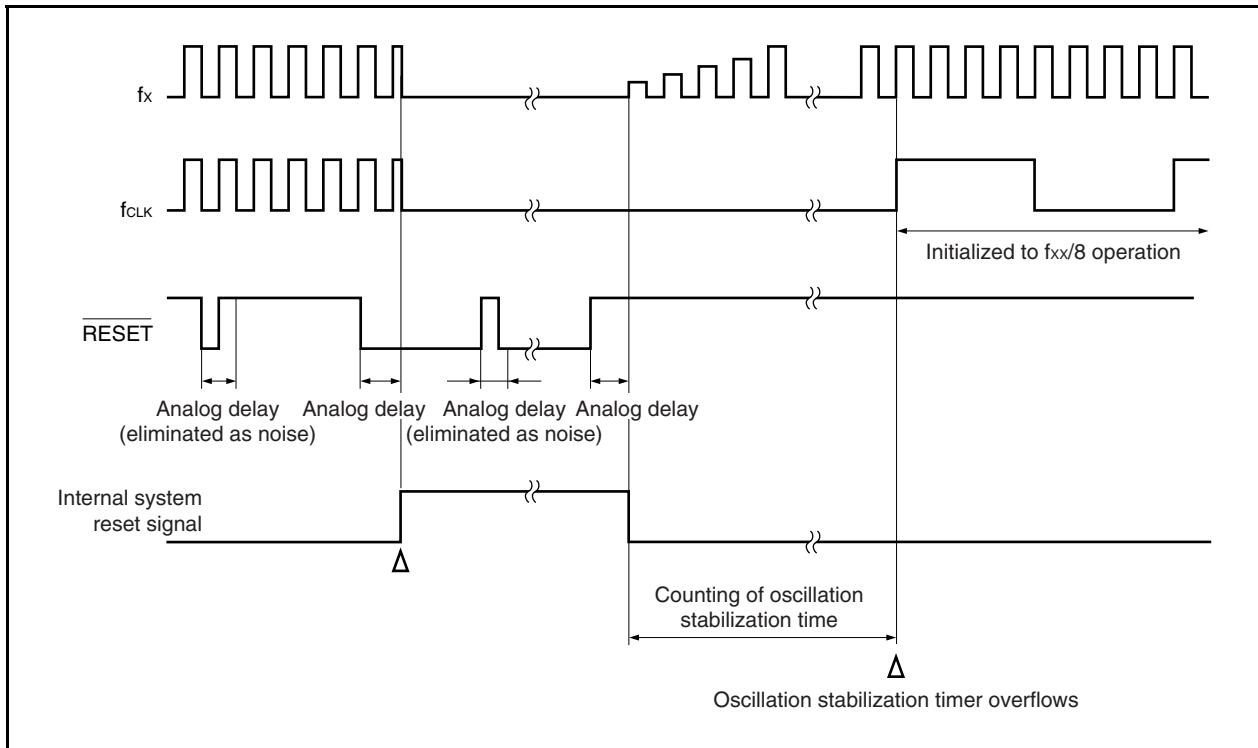 fX
fCLK
Initialized to fXX/8 operation
RESET
Analog delay
(eliminated as noise)
Analog delay
Analog delay
(eliminated as noise)
Analog delay
Internal system
reset signal
Counting of oscillation
stabilization time
Oscillation stabilization timer overflows